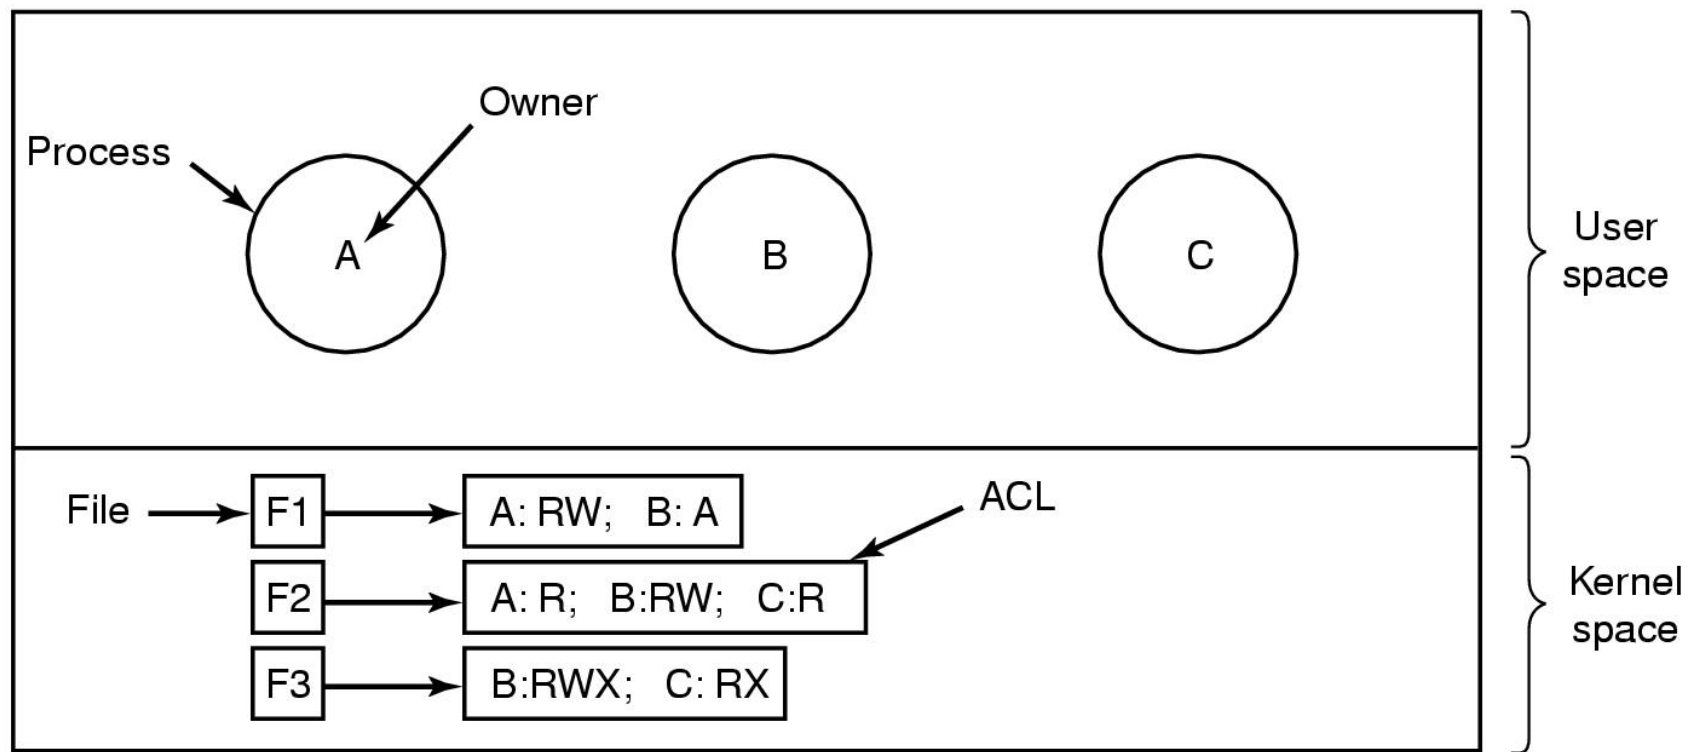 Owner
Process
A
B
C
User
space
File
F1
A: RW; B: A
ACL
F2
A: R; B:RW; C:R
F3
B:RWX; C: RX
Kernel
space